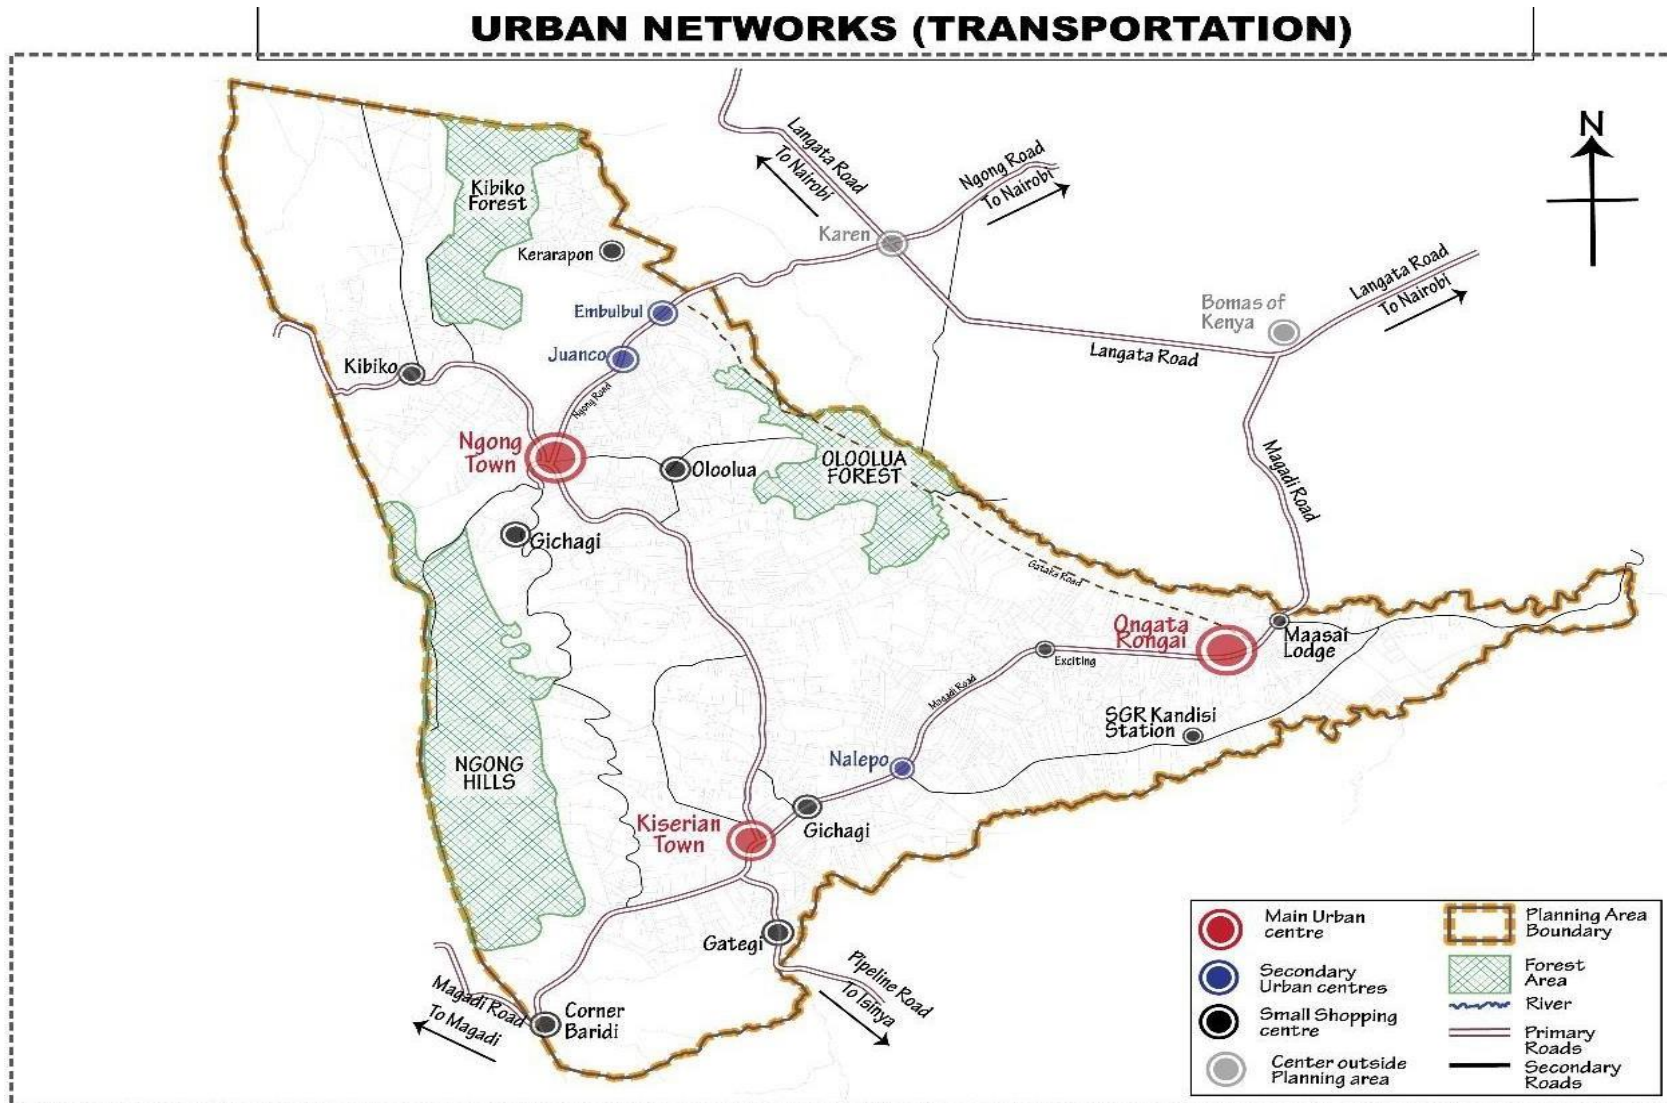 URBAN NETWORKS (TRANSPORTATION)
Langata Road
To Nairobi
Ngong Road
To Nairobi
N
Kibiko
Forest
Karen
Kerarapon
Langata Road
To Nairobi
Embulbul
Bomas of
Kenya
Juanco
Langata Road
Kibiko
Ngong Road
Ngong
Town
Oloolua
OLOOLUA
FOREST
Magadi Road
Gichagi
Gataka Road
Ongata
Rongai
Maasai
Lodge
Exciting
Magadi Road
SGR Kandisi
Station
NGONG
HILLS
Nalepo
Kiserian
Town
Gichagi
Gategi
Pipeline Road
To Isinya
Magadi Road
To Magadi
Corner
Baridi
Main Urban
centre
Secondary
Urban centres
Small Shopping
centre
Center outside
Planning area
Planning Area
Boundary
Forest
Area
River
Primary
Roads
Secondary
Roads